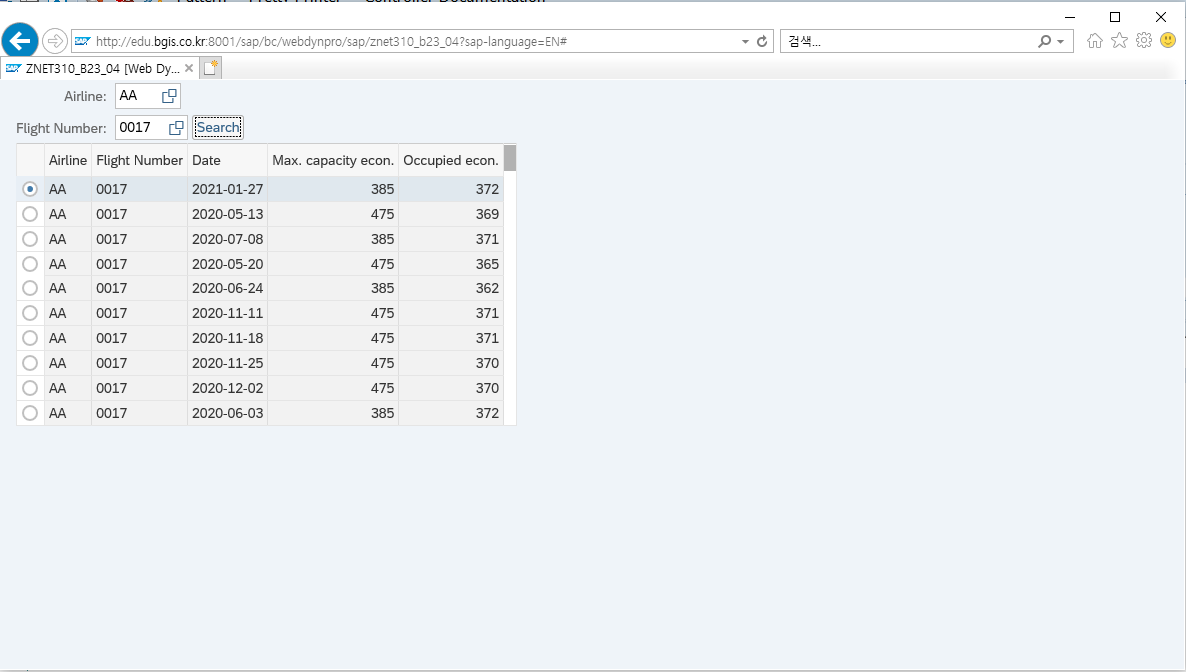 http://edu.bgis.co.kr:8001/sap/bc/webdynpro/sap/znet310_b23_04?sap-language=EN#
검색...
SAP ZNET310_B23_04 [Web Dy...
Airline: AA
Flight Number: 0017 Search
Airline Flight Number Date Max. capacity econ. Occupied econ.
AA 0017 2021-01-27 385 372
AA 0017 2020-05-13 475 369
AA 0017 2020-07-08 385 371
AA 0017 2020-05-20 475 365
AA 0017 2020-06-24 385 362
AA 0017 2020-11-11 475 371
AA 0017 2020-11-18 475 371
AA 0017 2020-11-25 475 370
AA 0017 2020-12-02 475 370
AA 0017 2020-06-03 385 372